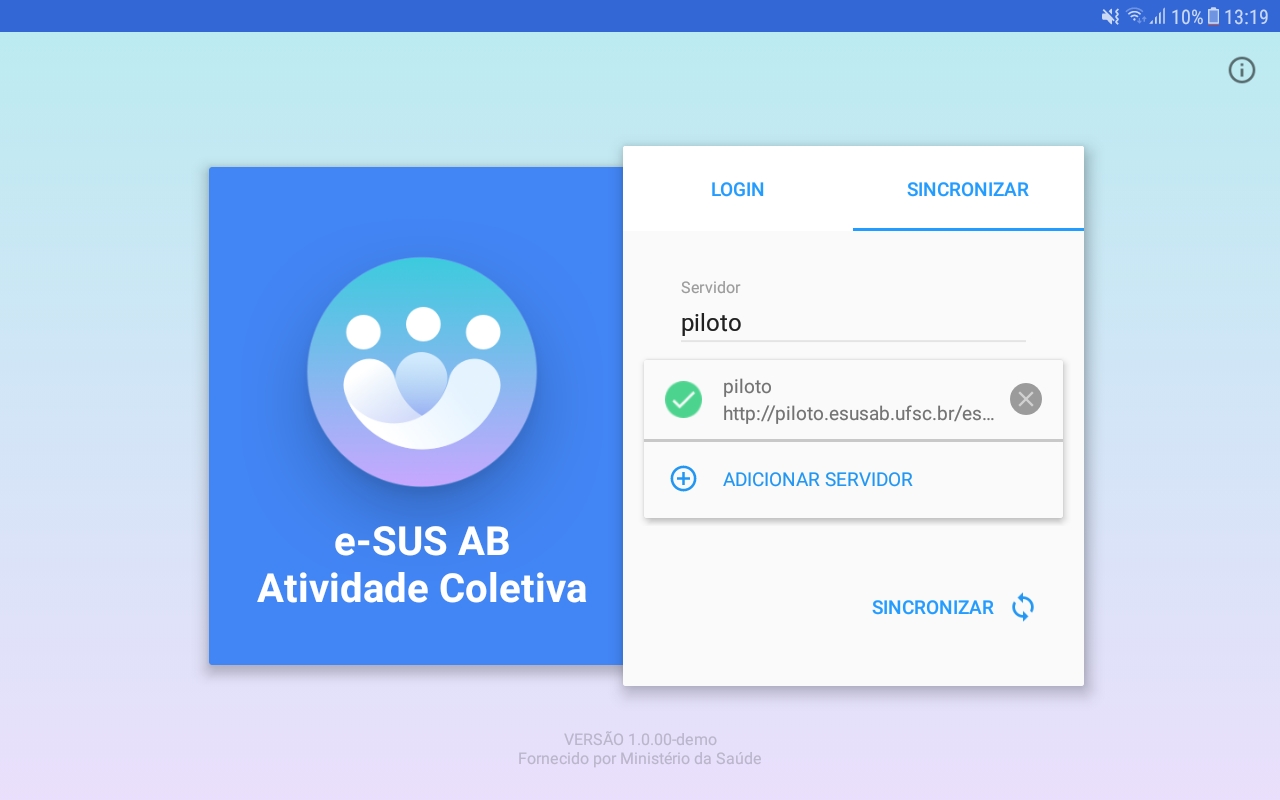 10% 13:19
LOGIN
SINCRONIZAR
Servidor
piloto
piloto
http://piloto.esusab.ufsc.br/es...
ADICIONAR SERVIDOR
SINCRONIZAR
e-SUS AB
Atividade Coletiva
VERSÃO 1.0.00-demo
Fornecido por Ministério da Saúde